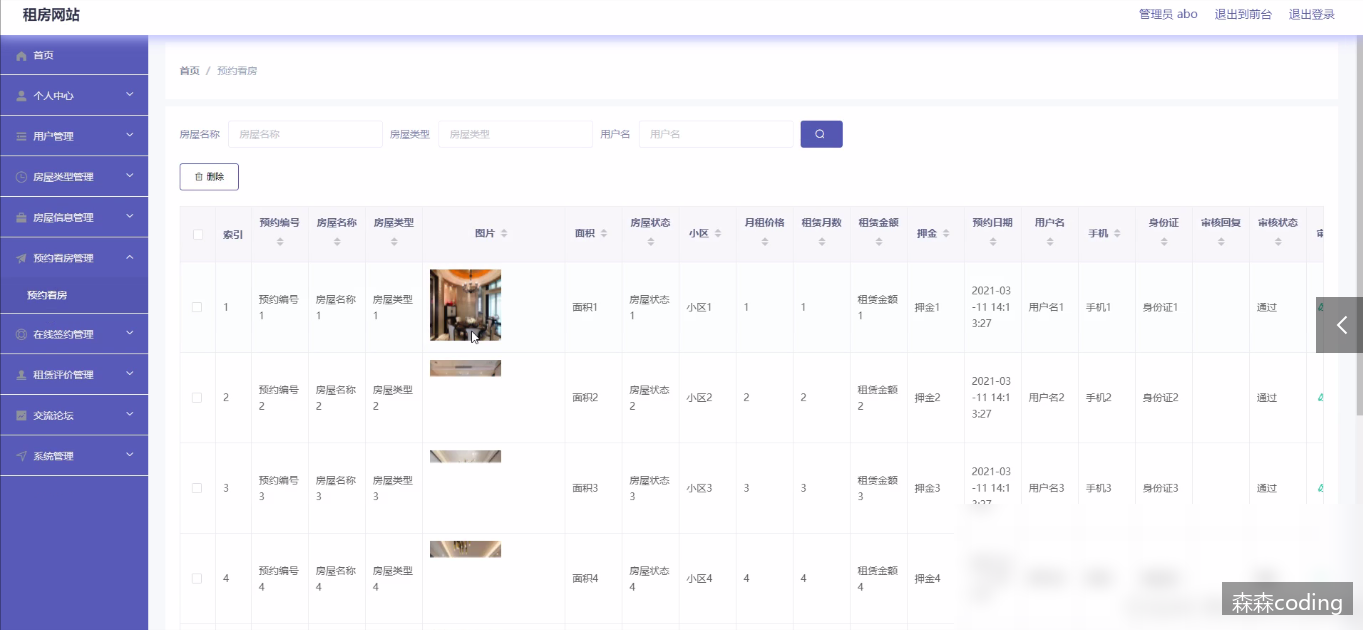 租房网站
管理员 abo 退出到前台 退出登录
首页
个人中心
用户管理
房屋类型管理
房屋信息管理
预约看房管理
预约看房
在线签约管理
租赁评价管理
交流论坛
系统管理
首页 / 预约看房
房屋名称 房屋名称 房屋类型 房屋类型 用户名 用户名
删除
索引 预约编号 房屋名称 房屋类型 图片 面积 房屋状态 小区 月租价格 租赁月数 租赁金额 押金 预约日期 用户名 手机 身份证 审核回复 审核状态
1 预约编号1 房屋名称1 房屋类型1 面积1 房屋状态1 小区1 1 1 租赁金额1 押金1 2021-03-11 14:13:27 用户名1 手机1 身份证1 通过
2 预约编号2 房屋名称2 房屋类型2 面积2 房屋状态2 小区2 2 2 租赁金额2 押金2 2021-03-11 14:13:27 用户名2 手机2 身份证2 通过
3 预约编号3 房屋名称3 房屋类型3 面积3 房屋状态3 小区3 3 3 租赁金额3 押金3 2021-03-11 14:13:27 用户名3 手机3 身份证3 通过
4 预约编号4 房屋名称4 房屋类型4 面积4 房屋状态4 小区4 4 4 租赁金额4 押金4
森森coding